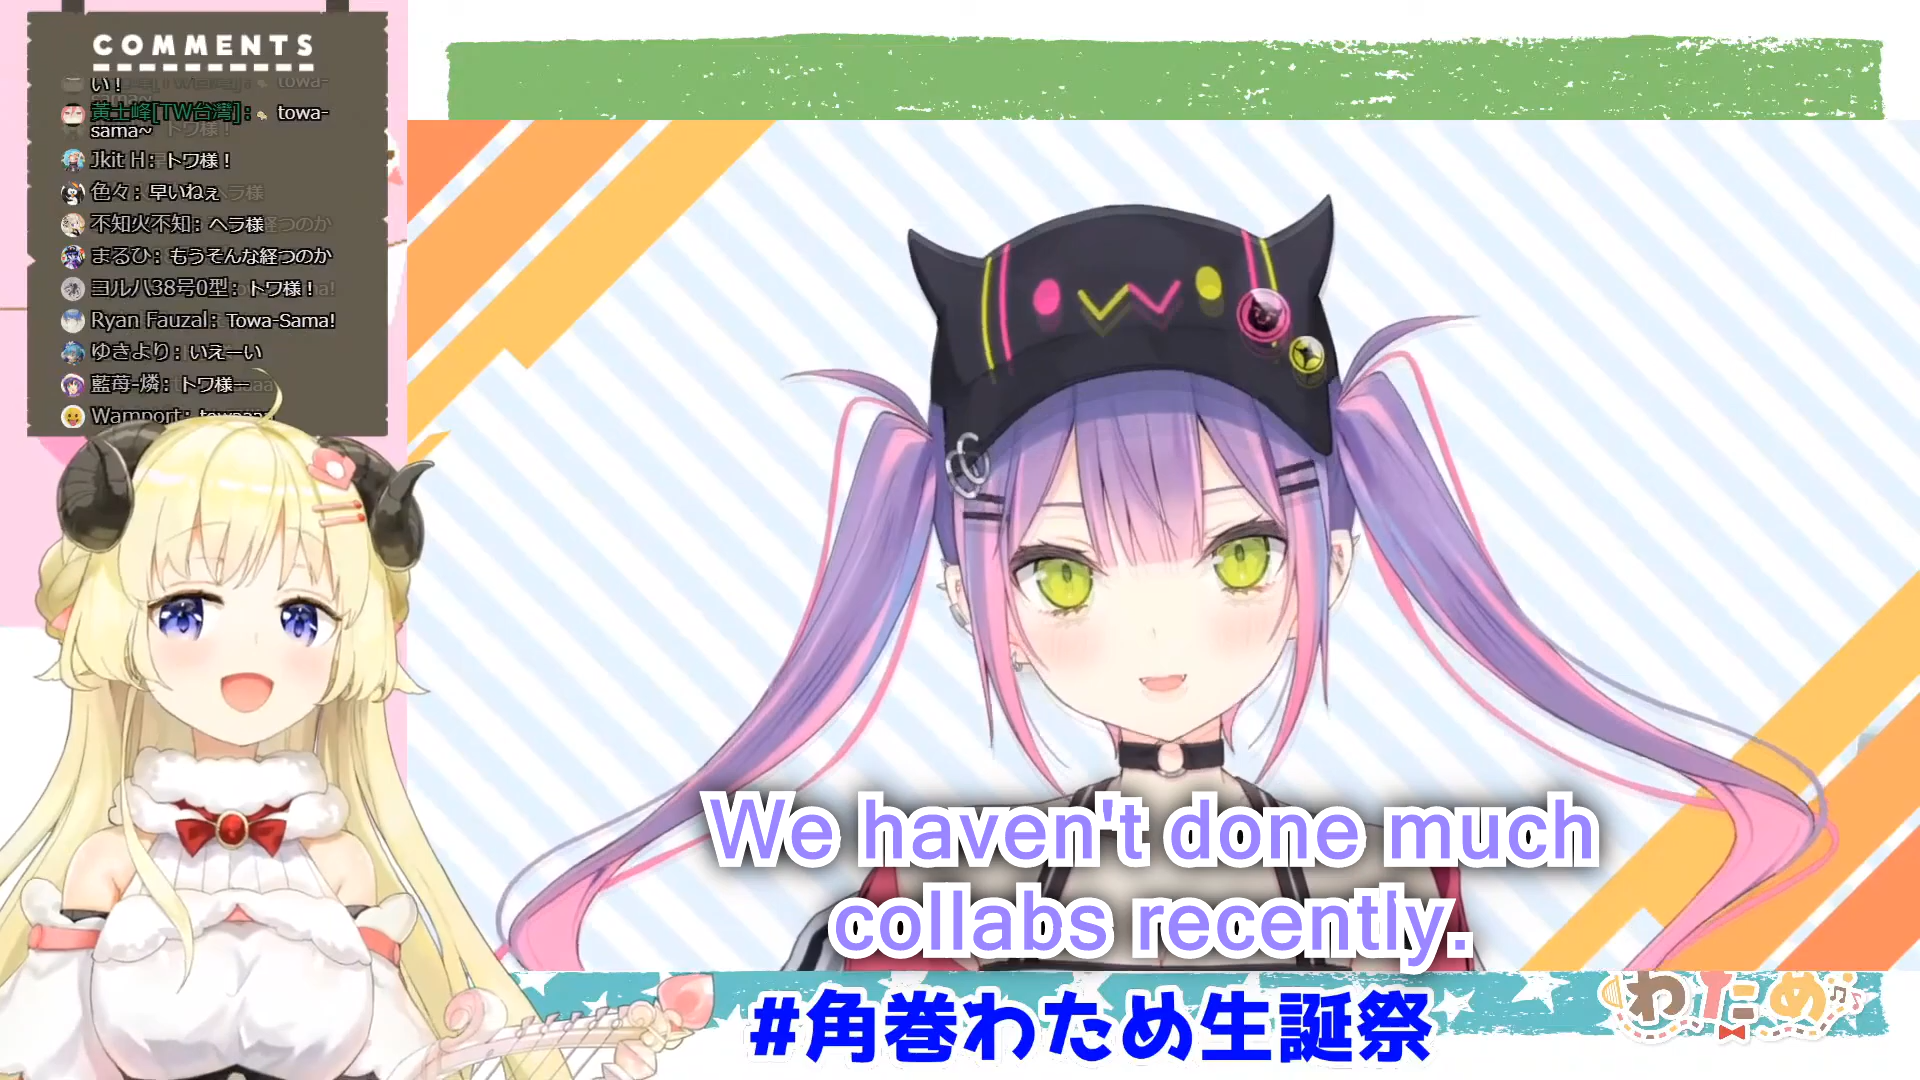 COMMENTS
い!
黃士峰[TW台灣]: towa-
sama~
Jkit H: トワ様!
色々: 早いねぇ
不知火不知: ヘラ様
まるひ: もうそんな経つのか
ヨルハ38号0型: トワ様!
Ryan Fauzal: Towa-Sama!
ゆきより: いえーい
藍苺-燐: トワ様ー
Wamport: towaaaa
We haven't done much
collabs recently.
#角巻わため生誕祭
わため